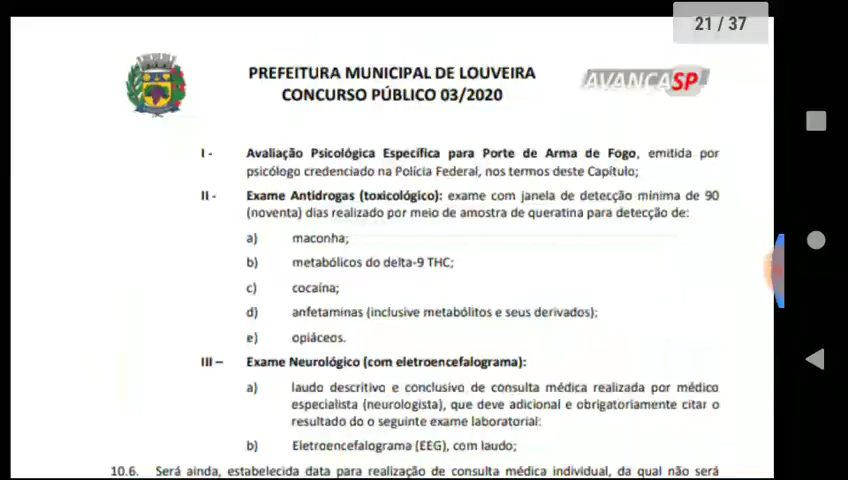 21 / 37
PREFEITURA MUNICIPAL DE LOUVEIRA
AVANÇASP
CONCURSO PÚBLICO 03/2020
I - Avaliação Psicológica Específica para Porte de Arma de Fogo, emitida por
psicólogo credenciado na Polícia Federal, nos termos deste Capítulo;
II - Exame Antidrogas (toxicológico): exame com janela de detecção mínima de 90
(noventa) dias realizado por meio de amostra de queratina para detecção de:
a) maconha;
b) metabólicos do delta-9 THC;
c) cocaína;
d) anfetaminas (inclusive metabólitos e seus derivados);
e) opiáceos.
III – Exame Neurológico (com eletroencefalograma):
a) laudo descritivo e conclusivo de consulta médica realizada por médico
especialista (neurologista), que deve adicional e obrigatoriamente citar o
resultado do o seguinte exame laboratorial:
b) Eletroencefalograma (EEG), com laudo;
10.6. Será ainda, estabelecida data para realização de consulta médica individual, da qual não será